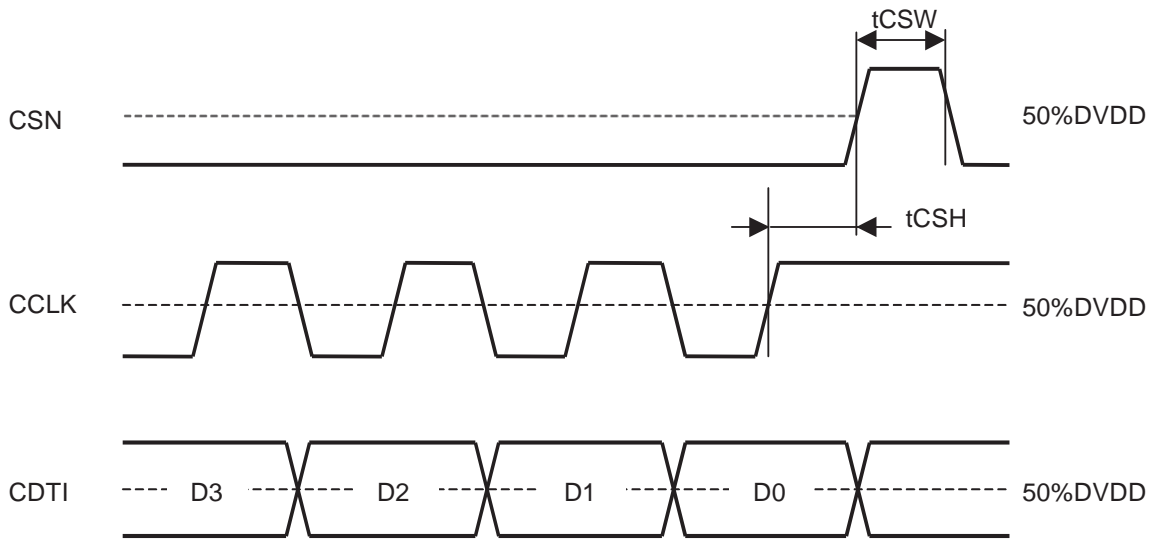 tCSW
CSN
50%DVDD
tCSH
CCLK
50%DVDD
CDTI
D3
D2
D1
D0
50%DVDD